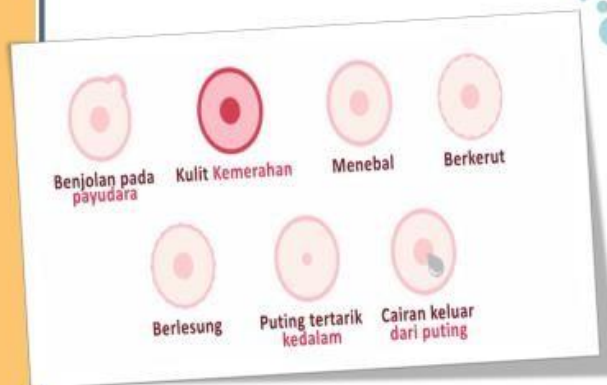 Benjolan pada
payudara
Kulit Kemerahan
Menebal
Berkerut
Berlesung
Puting tertarik
kedalam
Cairan keluar
dari puting